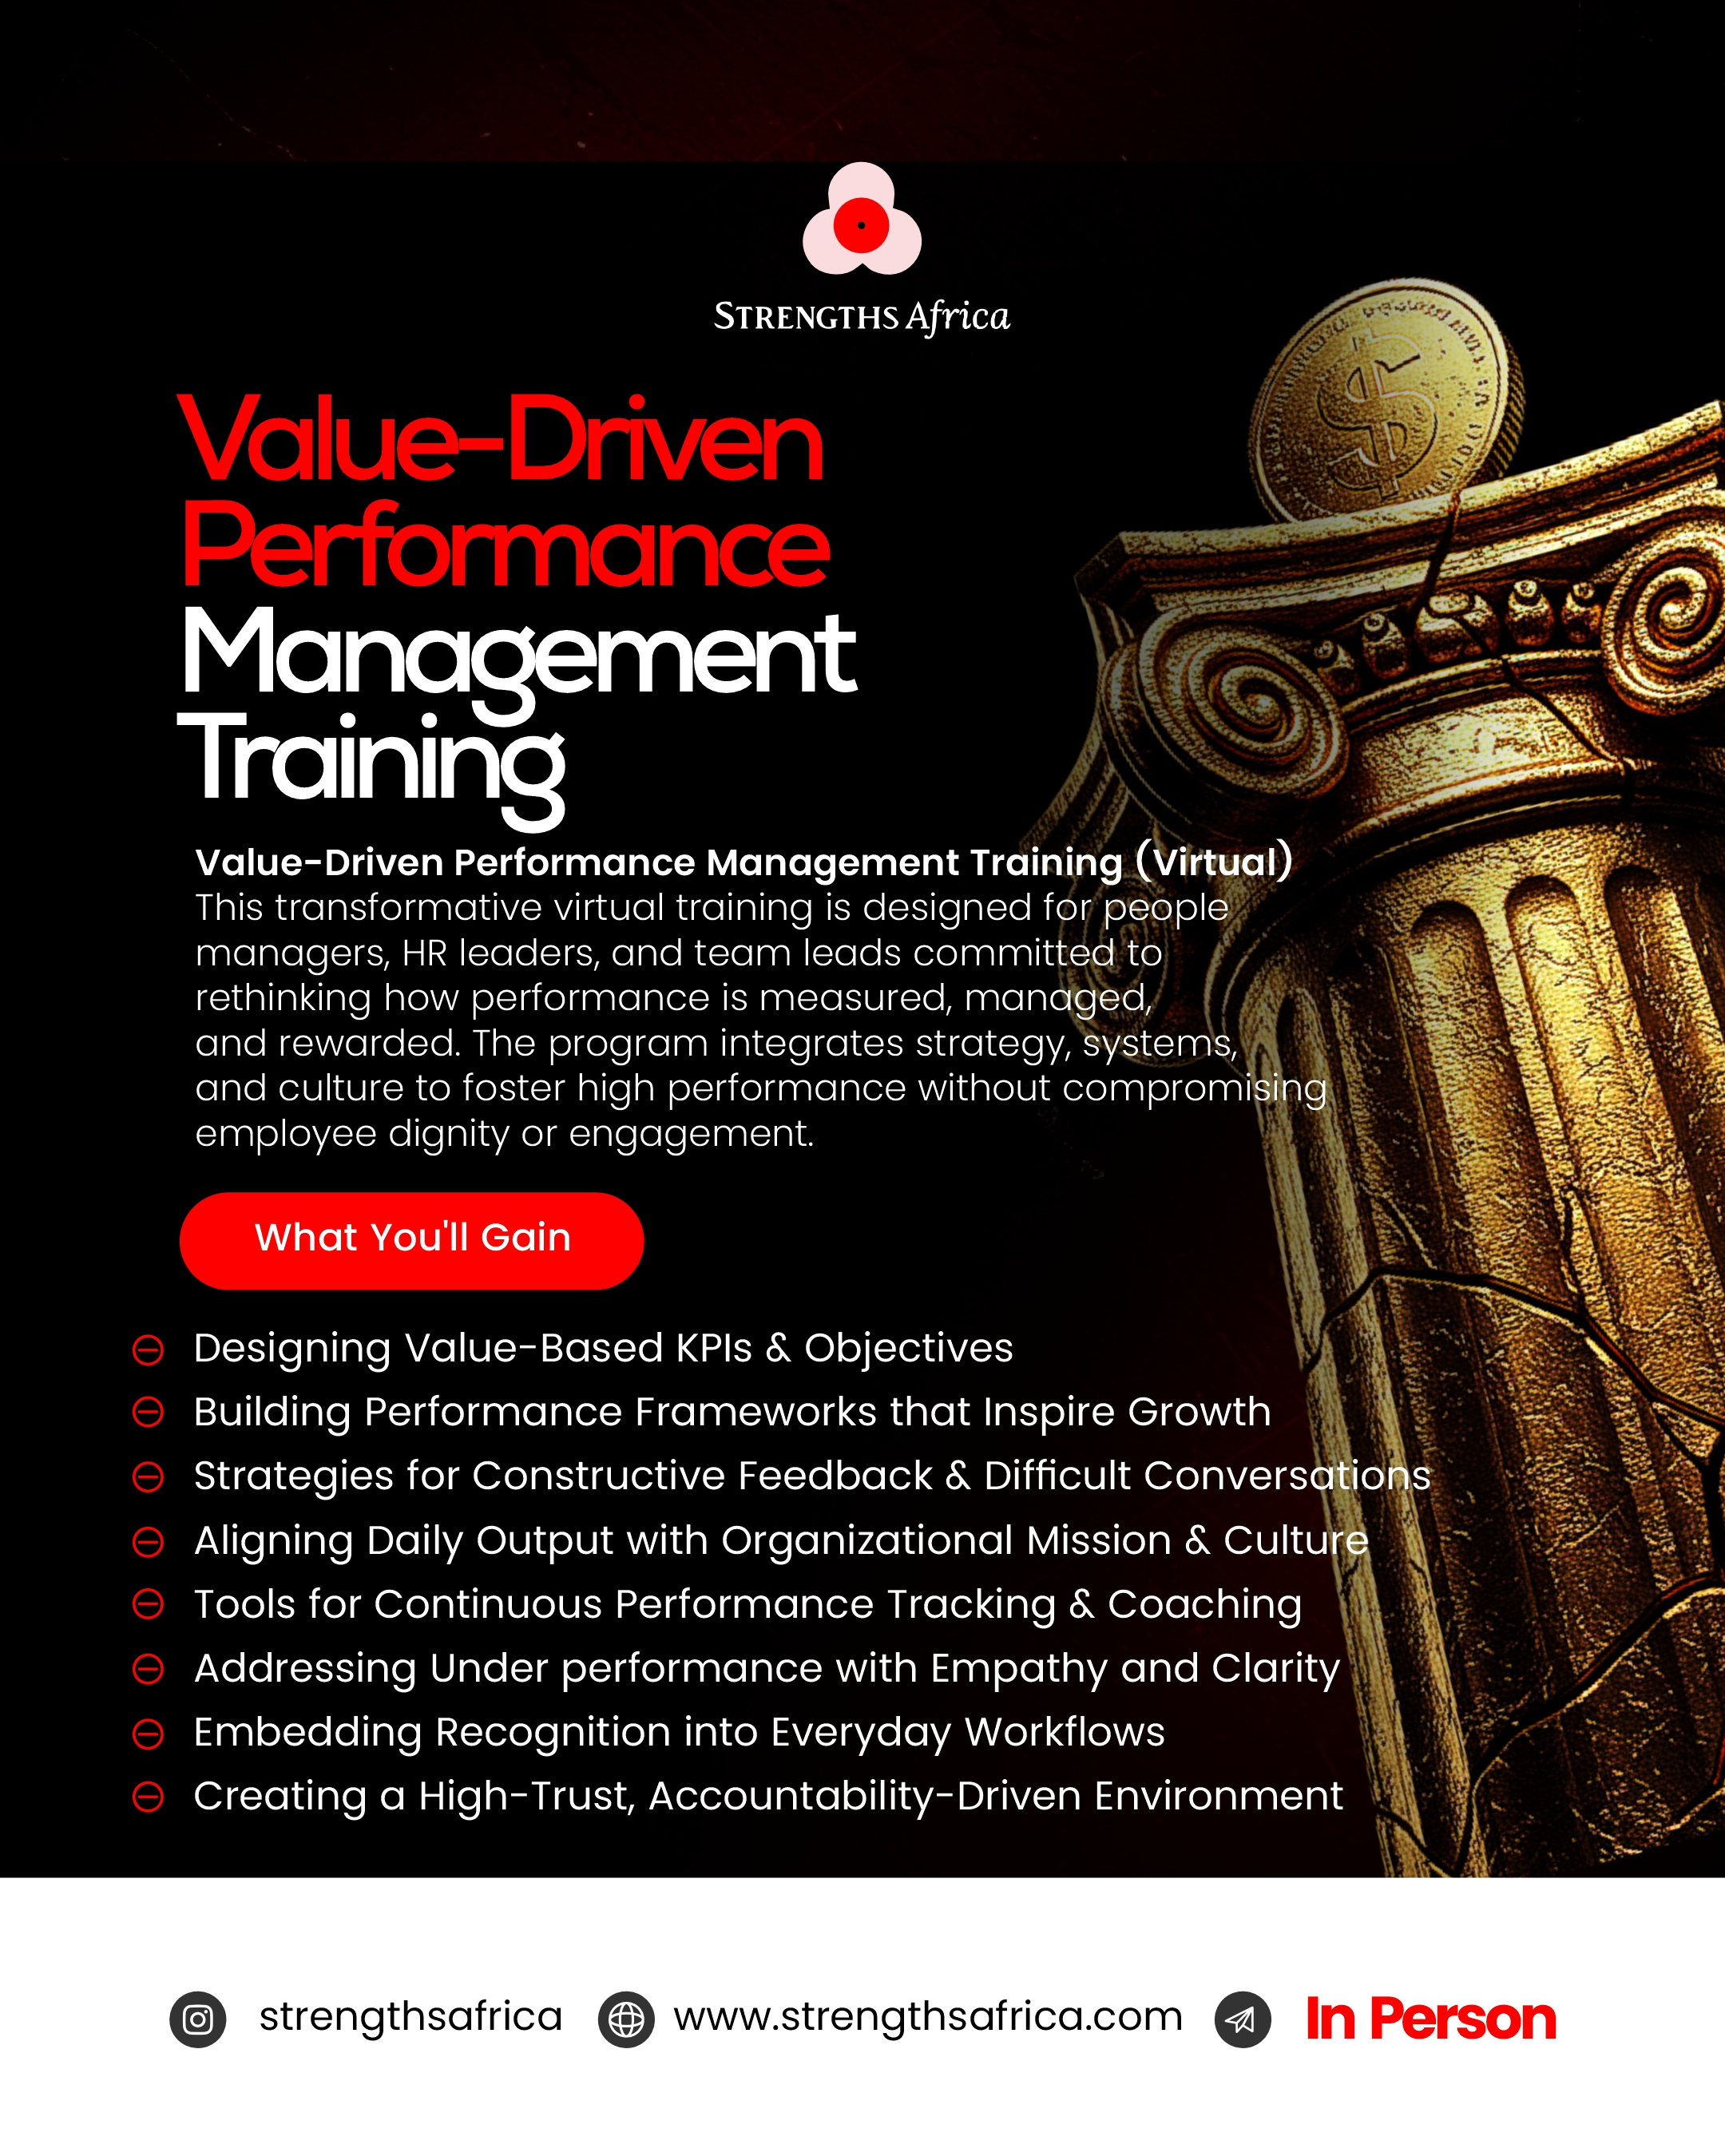 STRENGTHS Africa
Value-Driven
Performance
Management
Training
Value-Driven Performance Management Training (Virtual)
This transformative virtual training is designed for people
managers, HR leaders, and team leads committed to
rethinking how performance is measured, managed,
and rewarded. The program integrates strategy, systems,
and culture to foster high performance without compromising
employee dignity or engagement.
What You'll Gain
Designing Value-Based KPIs & Objectives
Building Performance Frameworks that Inspire Growth
Strategies for Constructive Feedback & Difficult Conversations
Aligning Daily Output with Organizational Mission & Culture
Tools for Continuous Performance Tracking & Coaching
Addressing Under performance with Empathy and Clarity
Embedding Recognition into Everyday Workflows
Creating a High-Trust, Accountability-Driven Environment
strengthsafrica www.strengthsafrica.com In Person